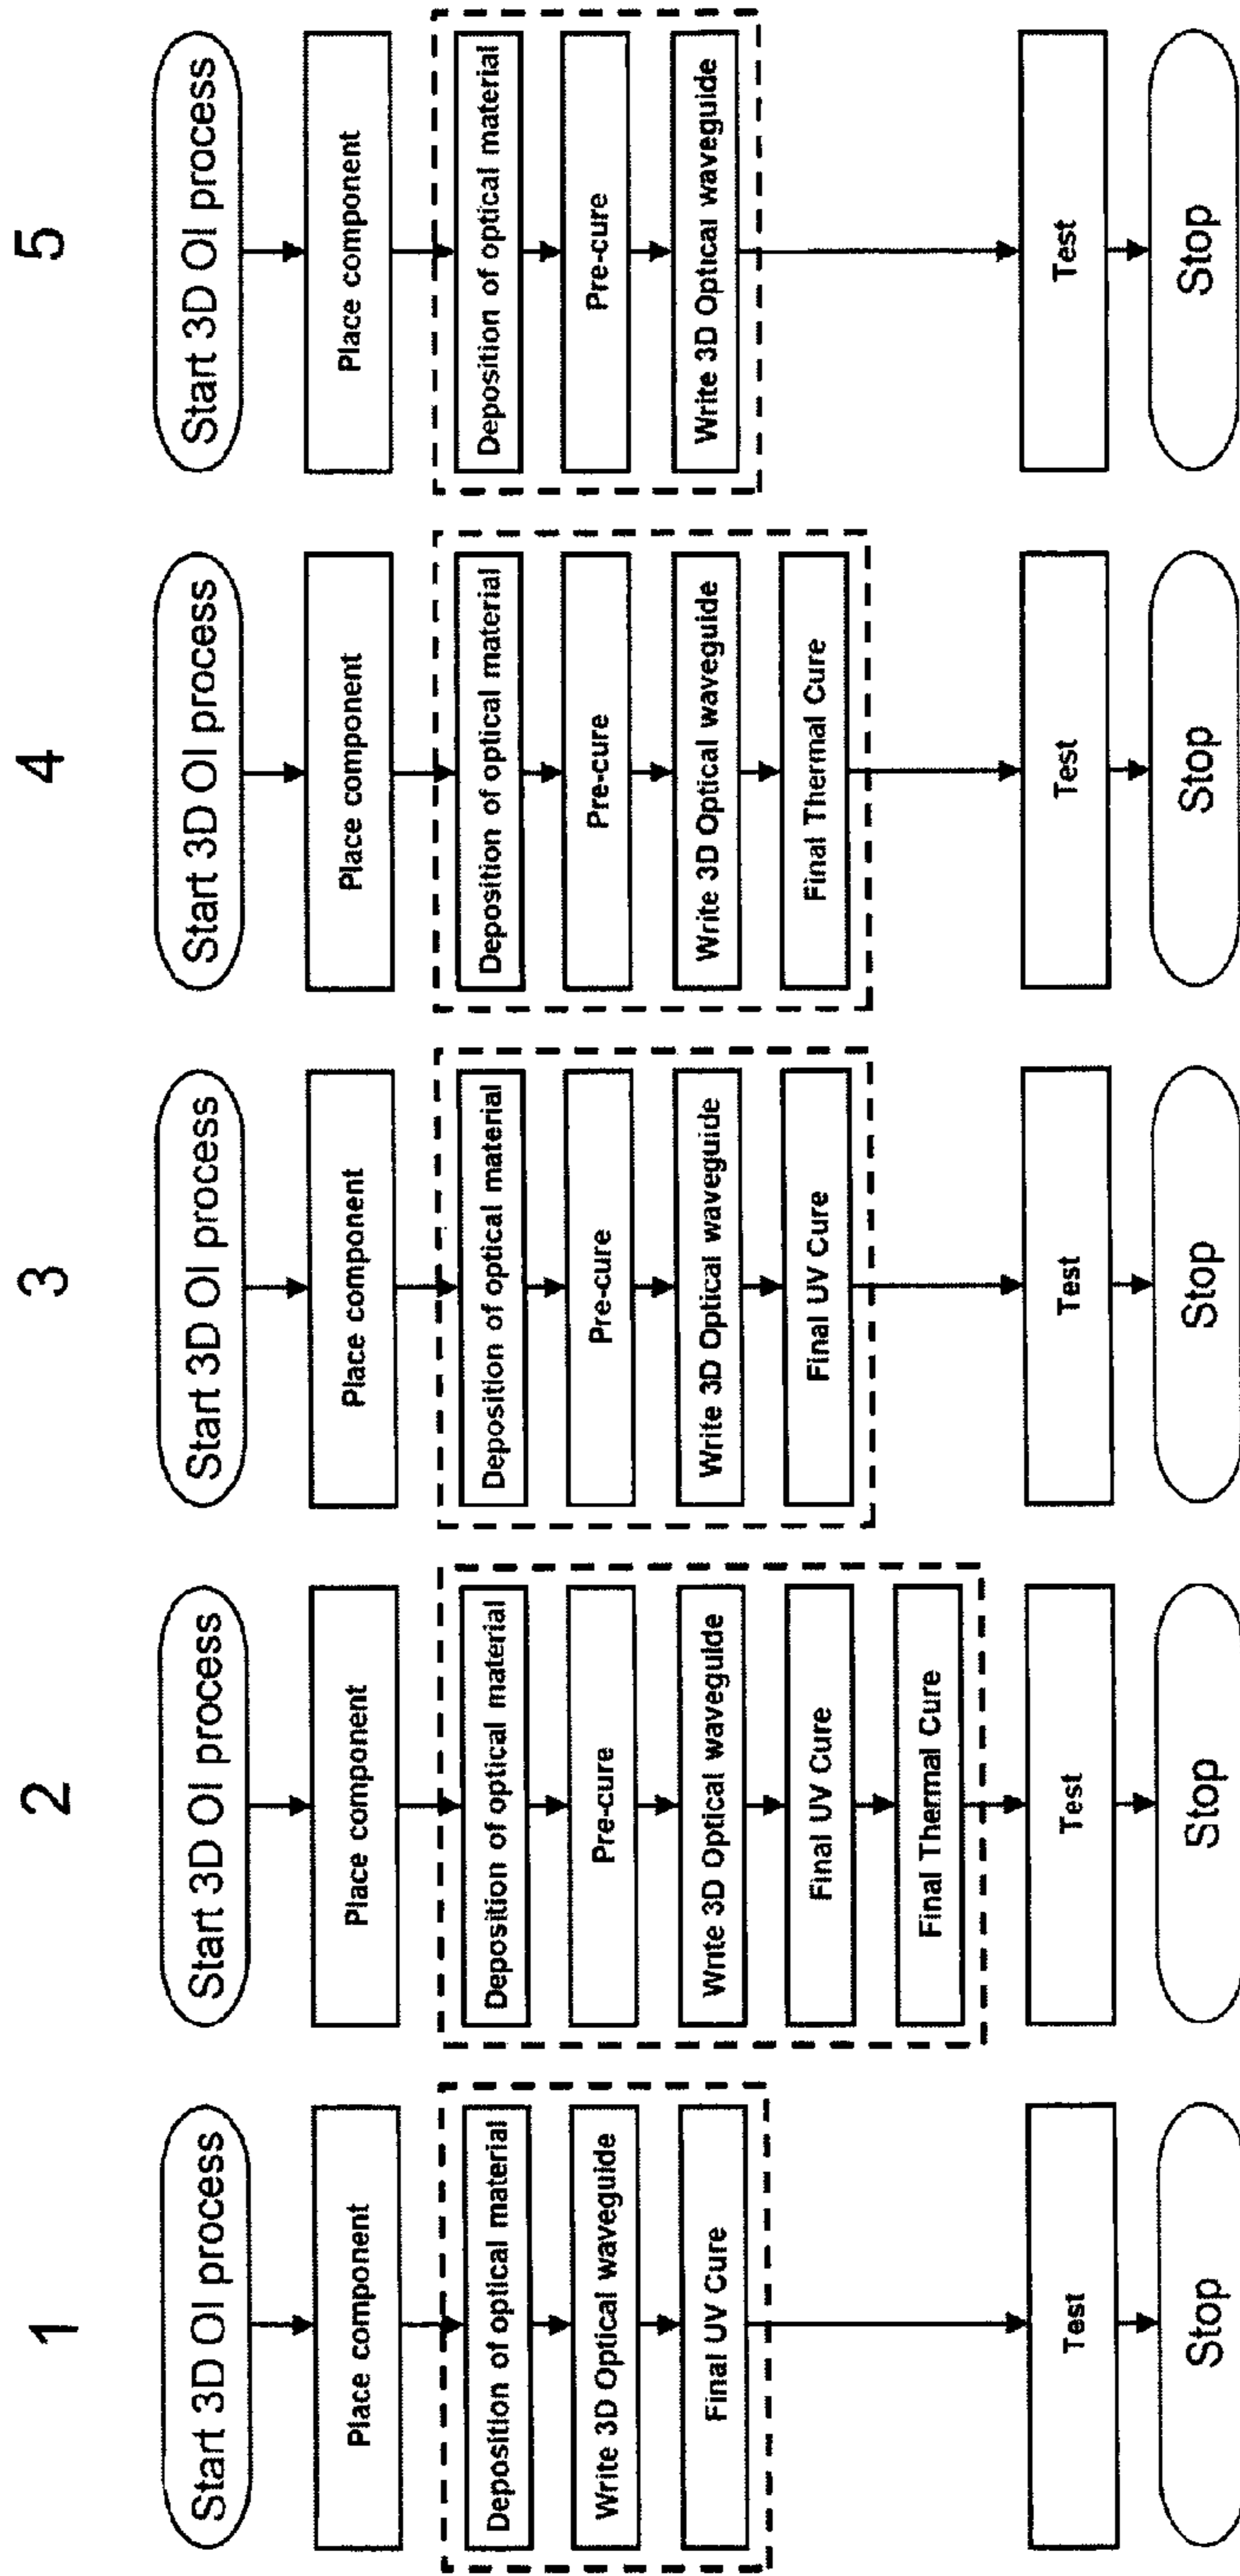 1
Start 3D OI process
Place component
Deposition of optical material
Write 3D Optical waveguide
Final UV Cure
Test
Stop
2
Start 3D OI process
Place component
Deposition of optical material
Pre-cure
Write 3D Optical waveguide
Final UV Cure
Final Thermal Cure
Test
Stop
3
Start 3D OI process
Place component
Deposition of optical material
Pre-cure
Write 3D Optical waveguide
Final UV Cure
Test
Stop
4
Start 3D OI process
Place component
Deposition of optical material
Pre-cure
Write 3D Optical waveguide
Final Thermal Cure
Test
Stop
5
Start 3D OI process
Place component
Deposition of optical material
Pre-cure
Write 3D Optical waveguide
Test
Stop